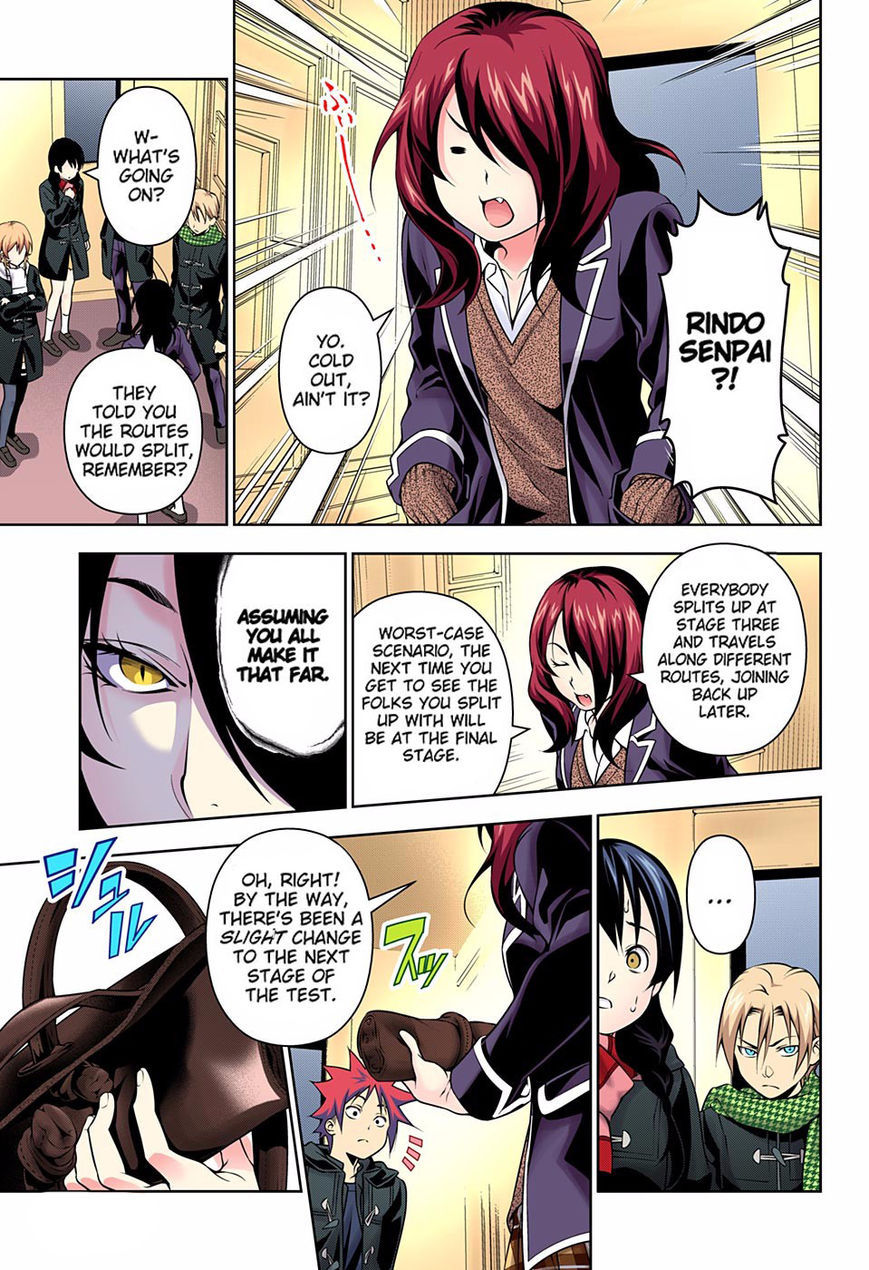 RINDO
SENPAI
?!
ぶるっ
YO.
COLD
OUT,
AIN'T IT?
W-
WHAT'S
GOING
ON?
THEY
TOLD YOU
THE ROUTES
WOULD SPLIT,
REMEMBER?
EVERYBODY
SPLITS UP AT
STAGE THREE
AND TRAVELS
ALONG DIFFERENT
ROUTES, JOINING
BACK UP
LATER.
WORST-CASE
SCENARIO, THE
NEXT TIME YOU
GET TO SEE THE
FOLKS YOU SPLIT
UP WITH WILL
BE AT THE FINAL
STAGE.
ASSUMING
YOU ALL
MAKE IT
THAT FAR.
...
スッ
OH, RIGHT!
BY THE WAY,
THERE'S BEEN A
SLIGHT CHANGE
TO THE NEXT
STAGE OF
THE TEST.
シュル